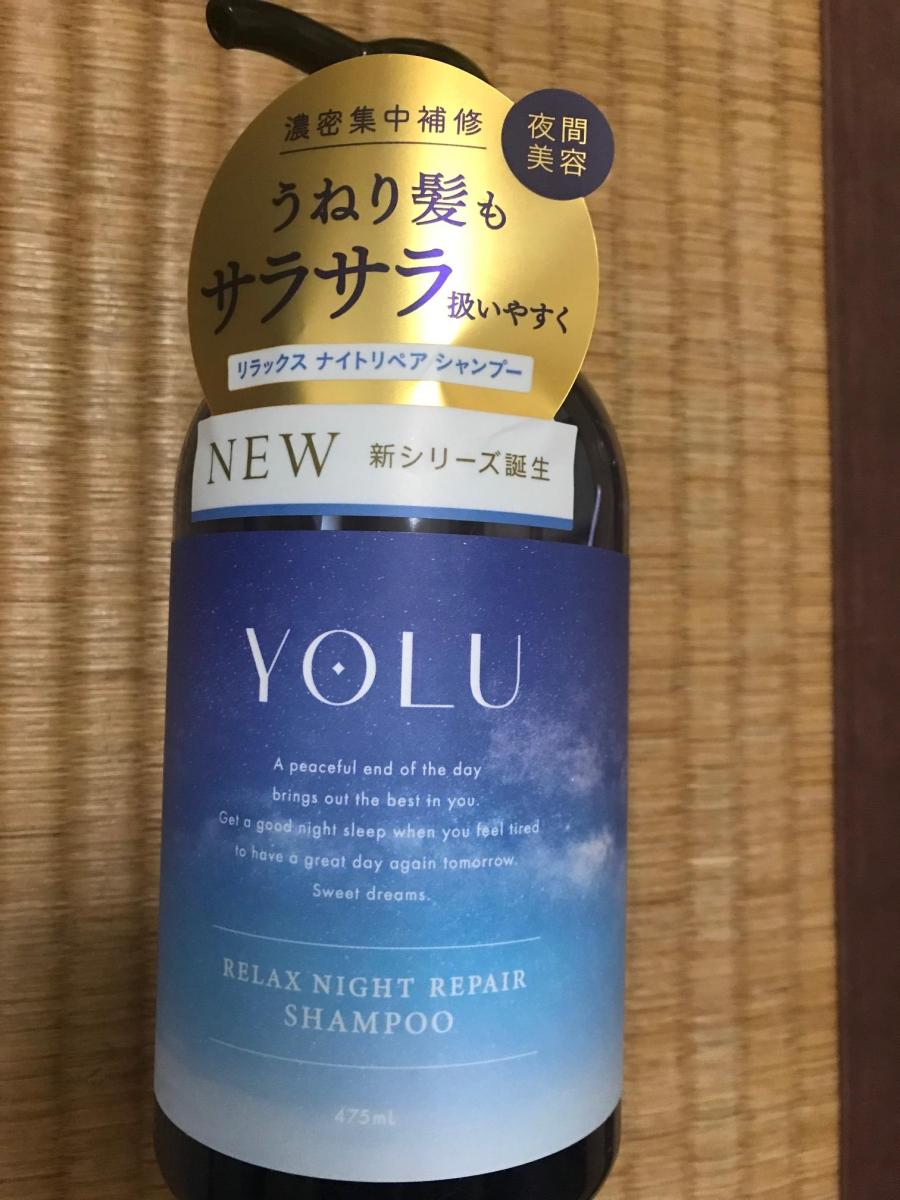 濃密集中補修
夜間
美容
うねり髪も
サラサラ扱いやすく
リラックス ナイトリペア シャンプー
NEW 新シリーズ誕生
YOLU
A peaceful end of the day
brings out the best in you.
Get a good night sleep when you feel tired
to have a great day again tomorrow.
Sweet dreams.
RELAX NIGHT REPAIR
SHAMPOO
475mL